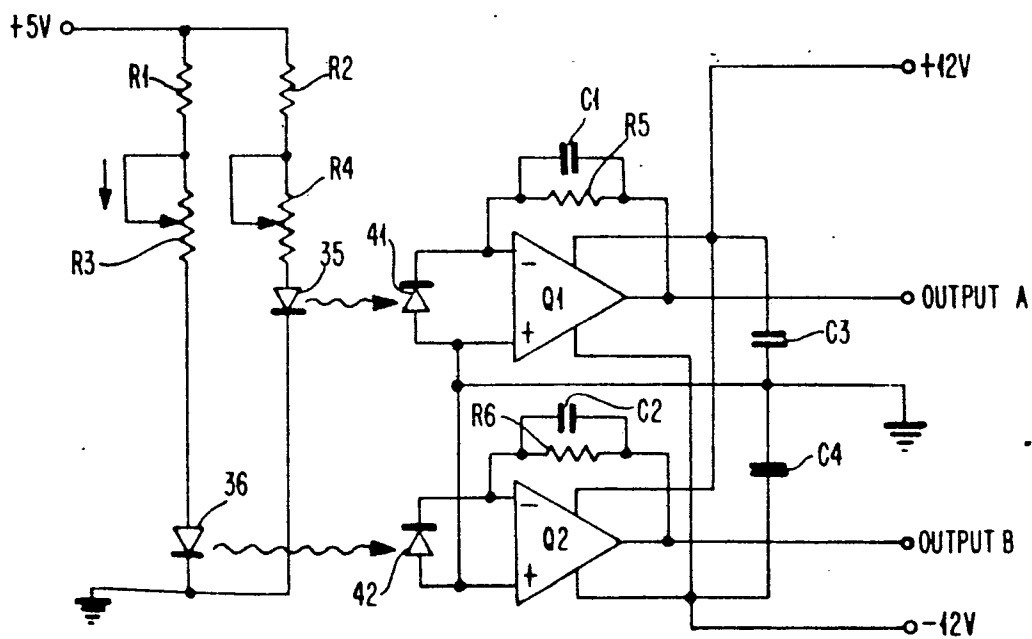 +5V
+12V
R1
R2
C1
R5
R4
R3
35
41
−
Q1
+
OUTPUT A
C3
C2
R6
C4
36
42
−
Q2
+
OUTPUT B
−12V